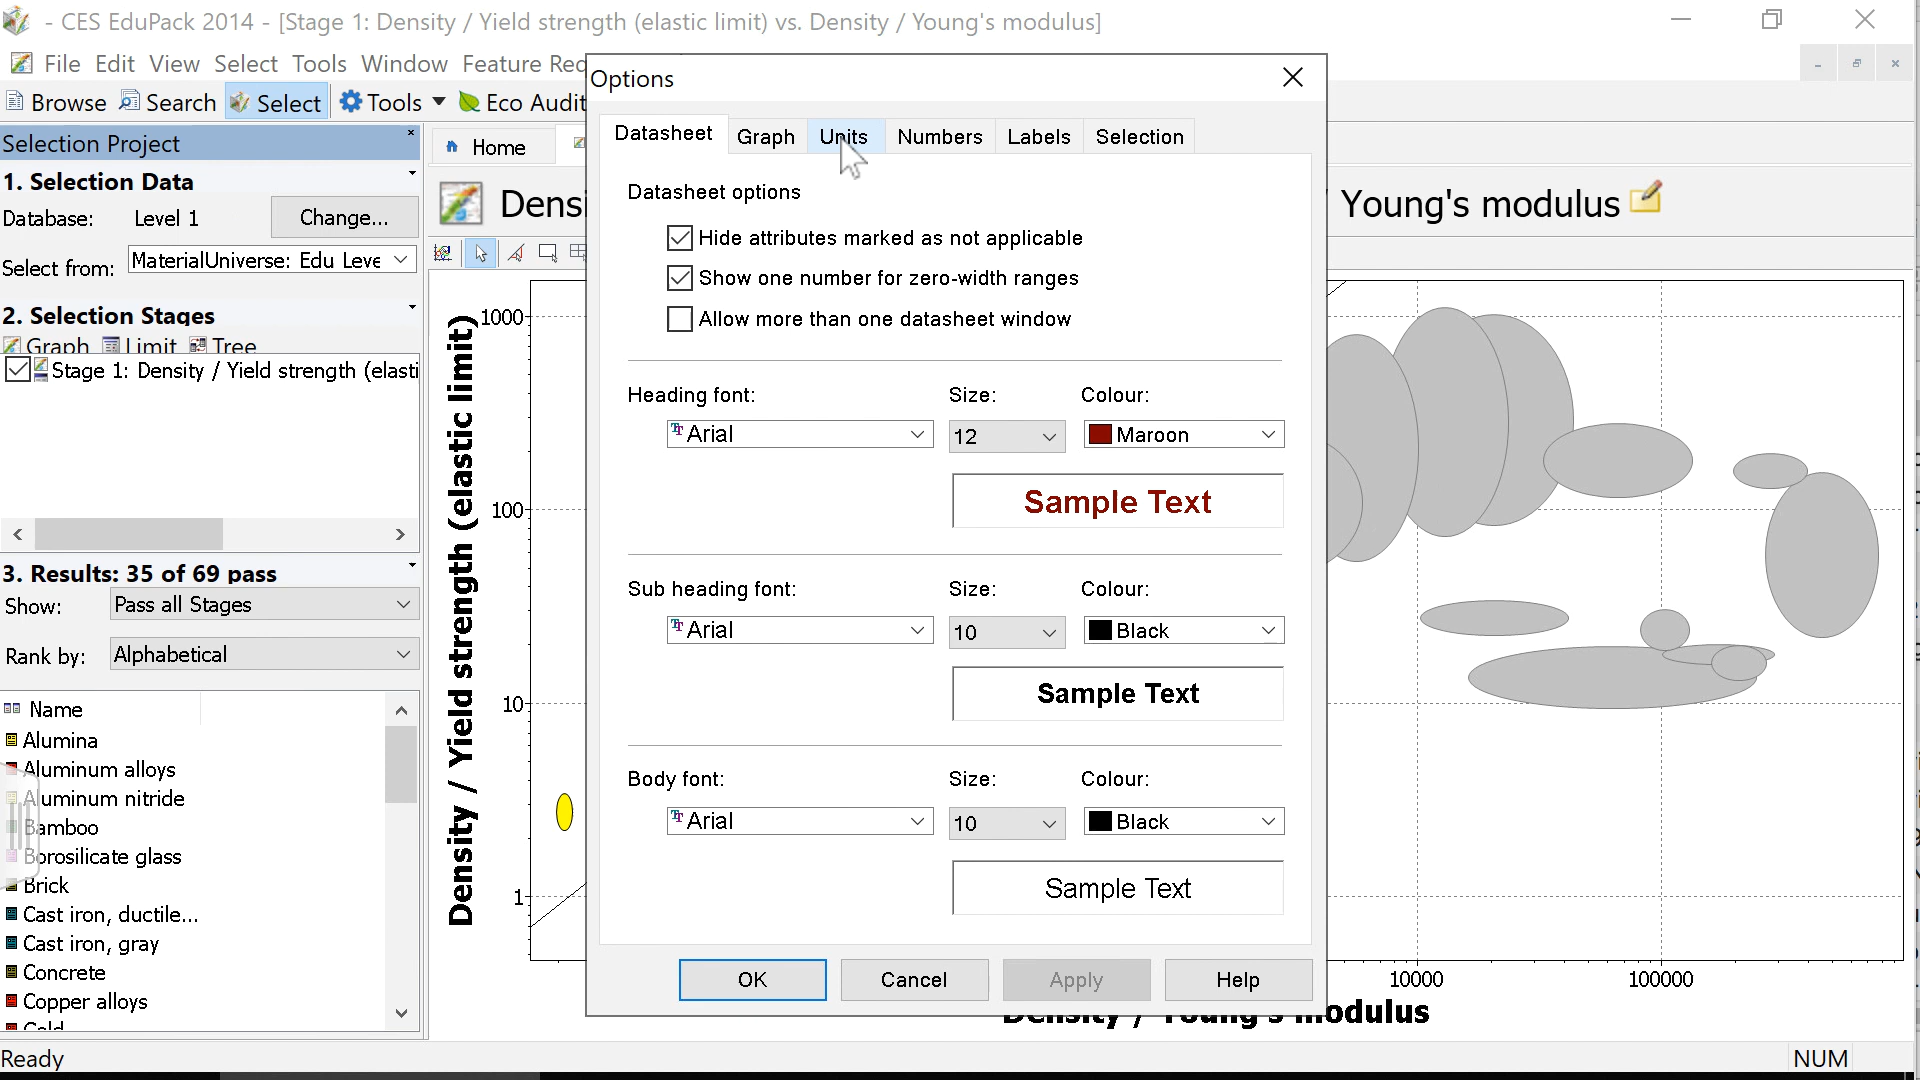 - CES EduPack 2014 - [Stage 1: Density / Yield strength (elastic limit) vs. Density / Young's modulus]
File Edit View Select Tools Window Feature Req
Browse Search Select Tools Eco Audit
Options
Selection Project
Home
Datasheet Graph Units Numbers Labels Selection
1. Selection Data
Database: Level 1 Change...
Select from: MaterialUniverse: Edu Leve
Densi
Young's modulus
Datasheet options
Hide attributes marked as not applicable
Show one number for zero-width ranges
Allow more than one datasheet window
2. Selection Stages
Graph Limit Tree
Stage 1: Density / Yield strength (elasti
Heading font: Size: Colour:
Arial 12 Maroon
Sample Text
Sub heading font: Size: Colour:
Arial 10 Black
Sample Text
Body font: Size: Colour:
Arial 10 Black
Sample Text
OK Cancel Apply Help
3. Results: 35 of 69 pass
Show: Pass all Stages
Rank by: Alphabetical
Name
Alumina
Aluminum alloys
Aluminum nitride
Bamboo
Borosilicate glass
Brick
Cast iron, ductile...
Cast iron, gray
Concrete
Copper alloys
Gold
Density / Yield strength (elastic limit)
1000
100
10
1
10000
100000
Density / Young's modulus
Ready
NUM